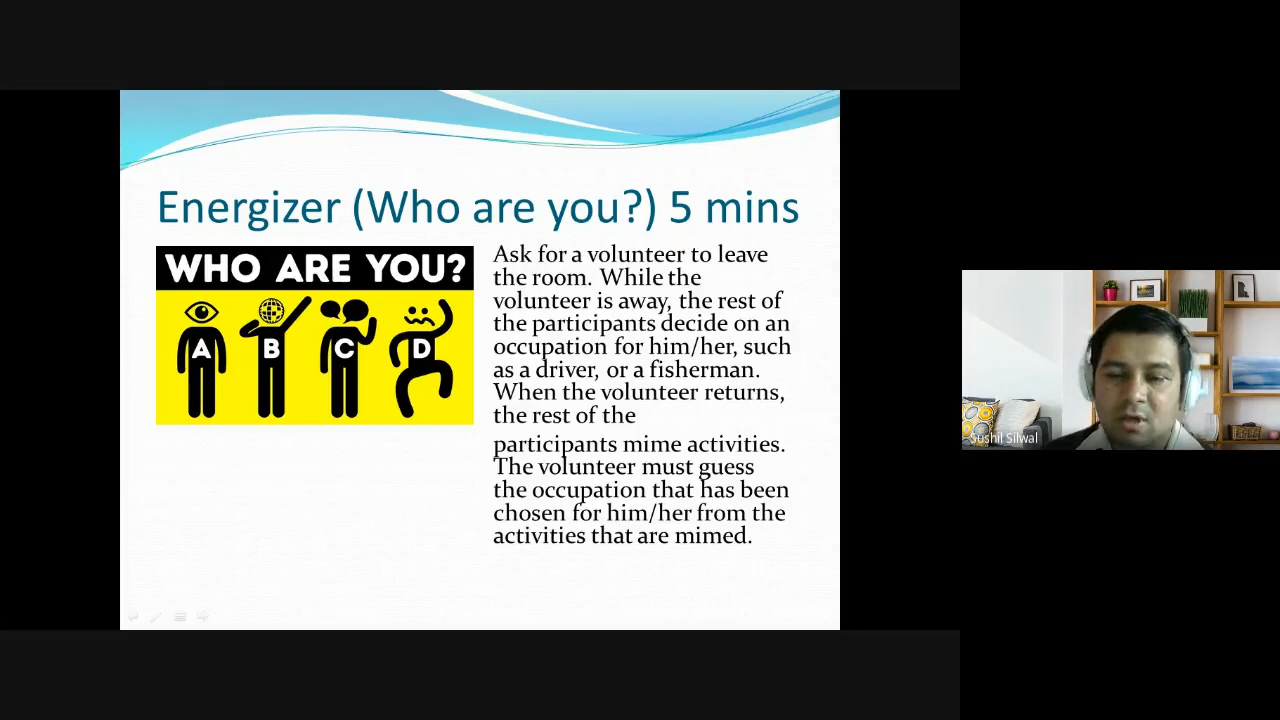 Energizer (Who are you?) 5 mins
WHO ARE YOU?
A B C D
Ask for a volunteer to leave
the room. While the
volunteer is away, the rest of
the participants decide on an
occupation for him/her, such
as a driver, or a fisherman.
When the volunteer returns,
the rest of the
participants mime activities.
The volunteer must guess
the occupation that has been
chosen for him/her from the
activities that are mimed.
Sushil Silwal